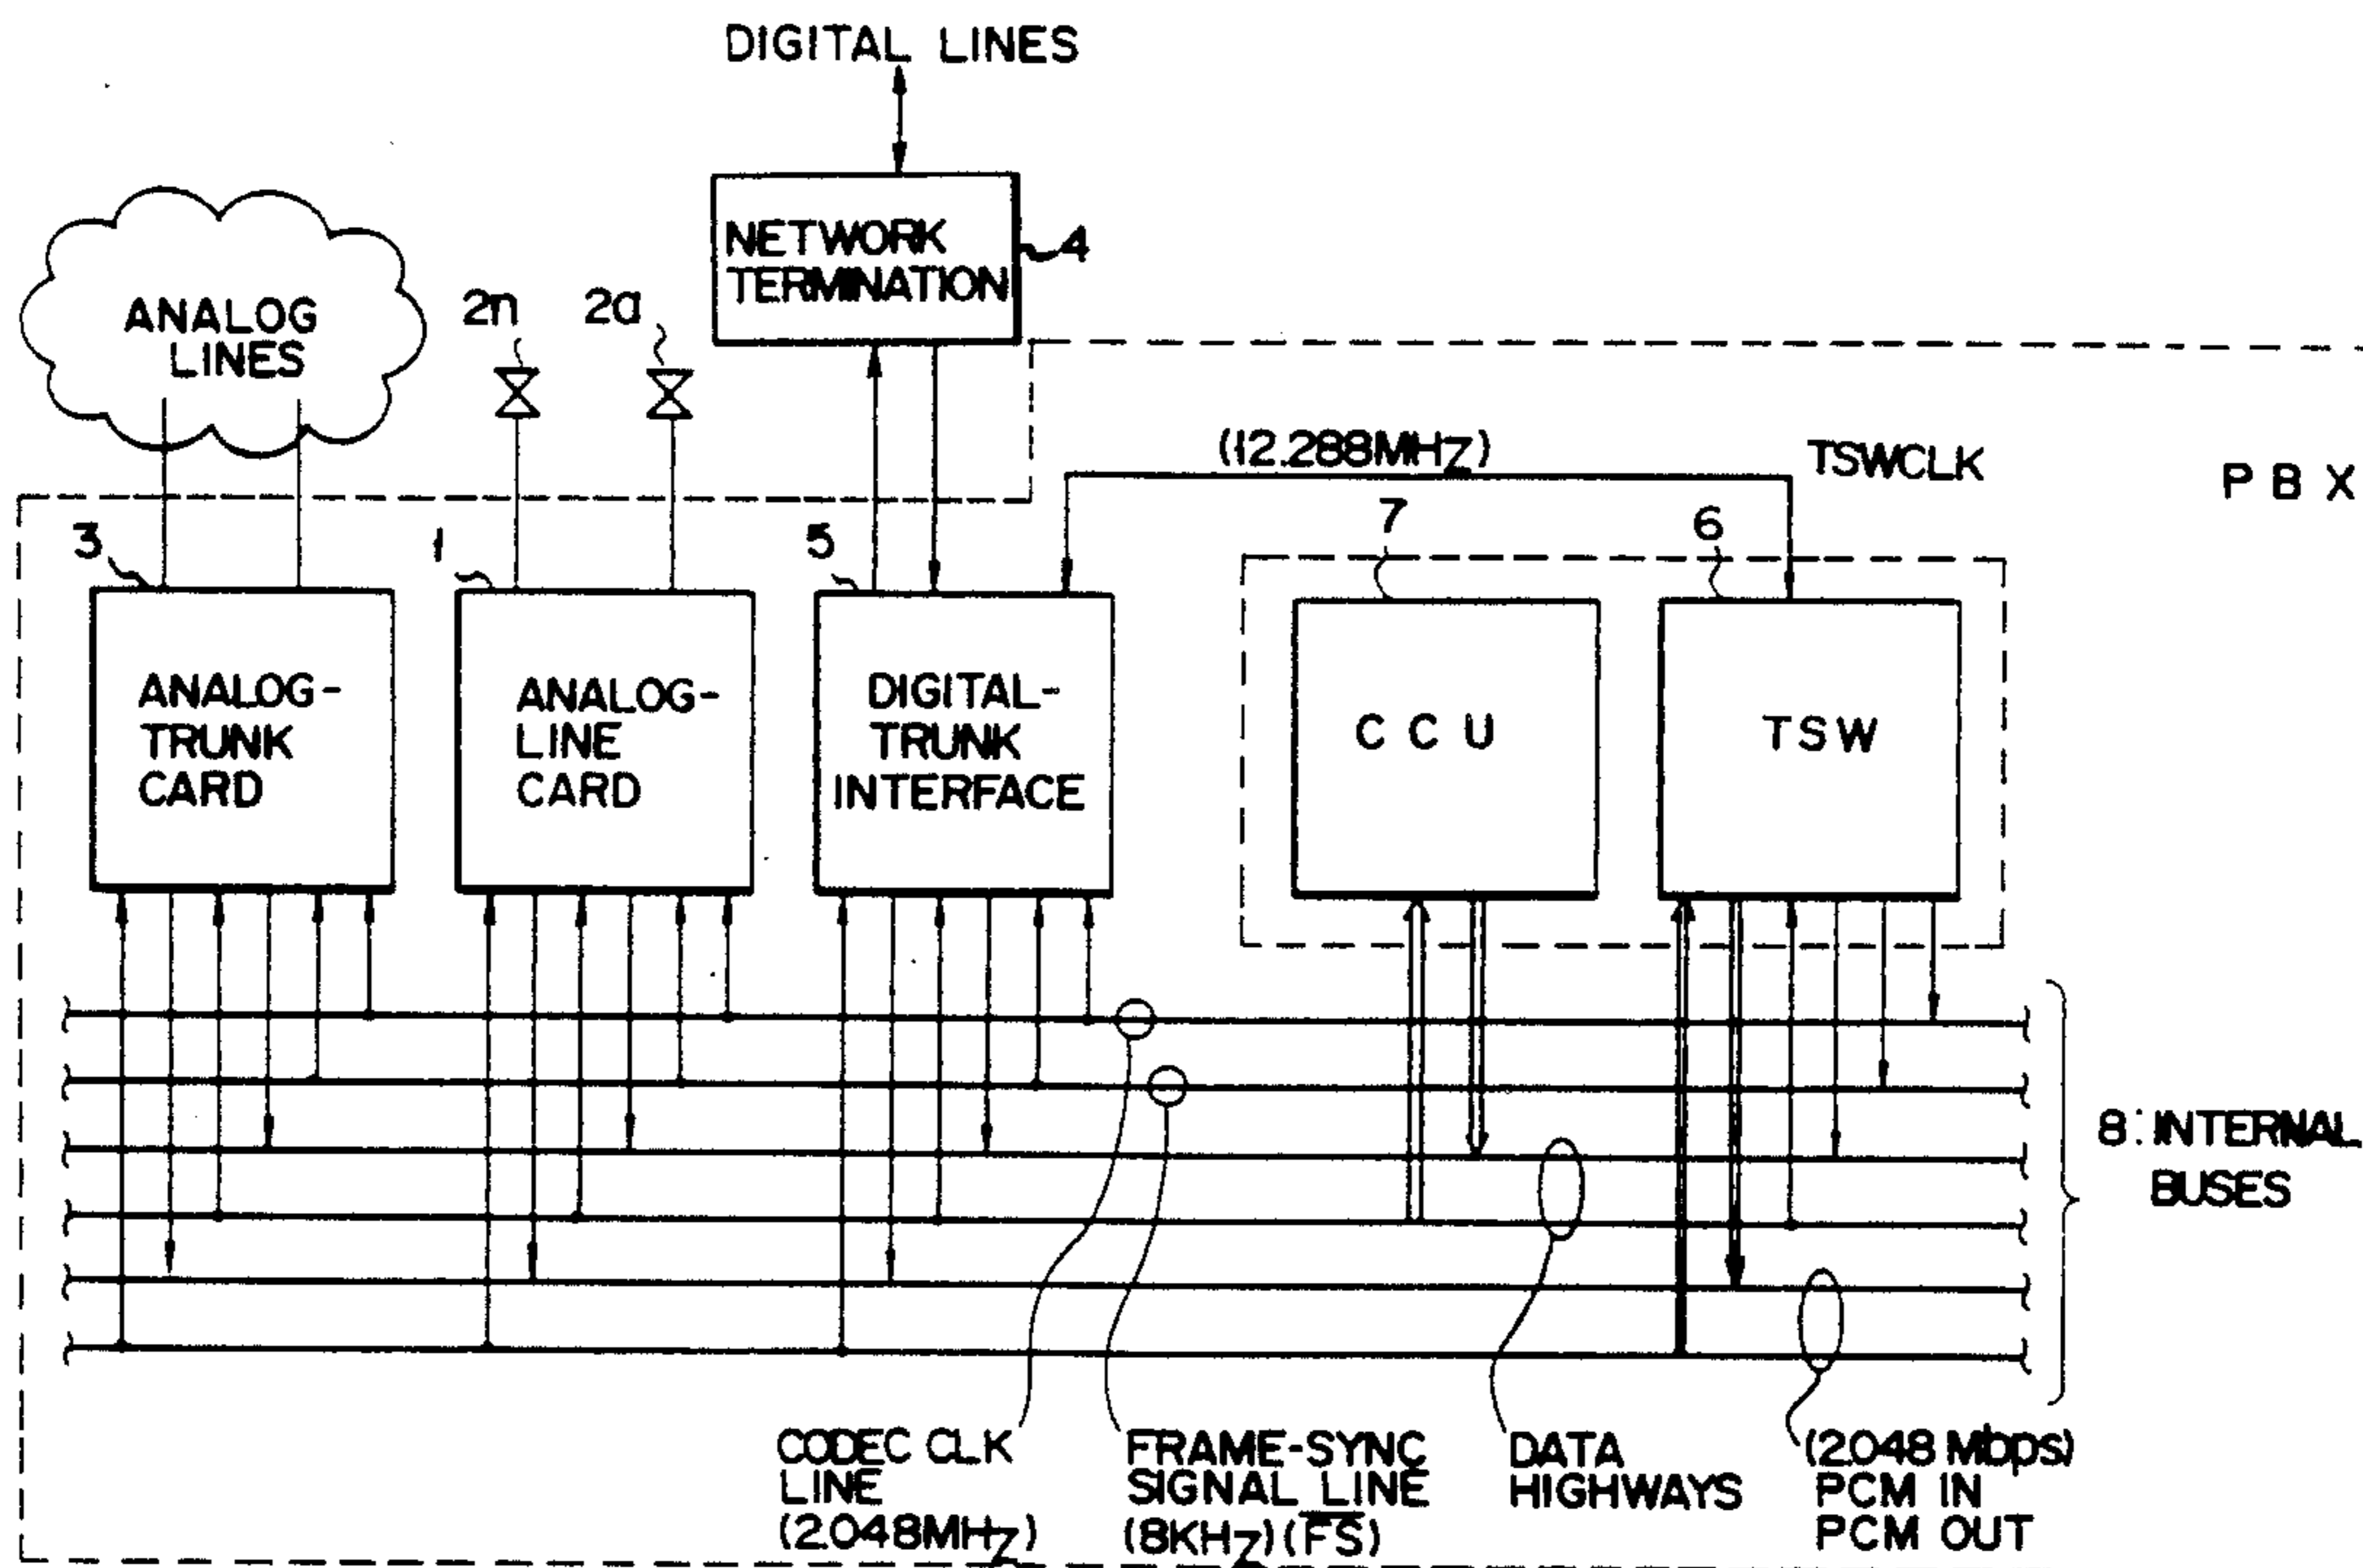 DIGITAL LINES
NETWORK
TERMINATION
4
ANALOG
LINES
2n
2a
(12.288MHZ)
TSWCLK
PBX
3
1
5
7
6
ANALOG-
TRUNK
CARD
ANALOG-
LINE
CARD
DIGITAL-
TRUNK
INTERFACE
CCU
TSW
8: INTERNAL
BUSES
CODEC CLK
LINE
(2.048MHZ)
FRAME-SYNC
SIGNAL LINE
(8KHZ)(F̅S̅)
DATA
HIGHWAYS
(2.048 Mbps)
PCM IN
PCM OUT